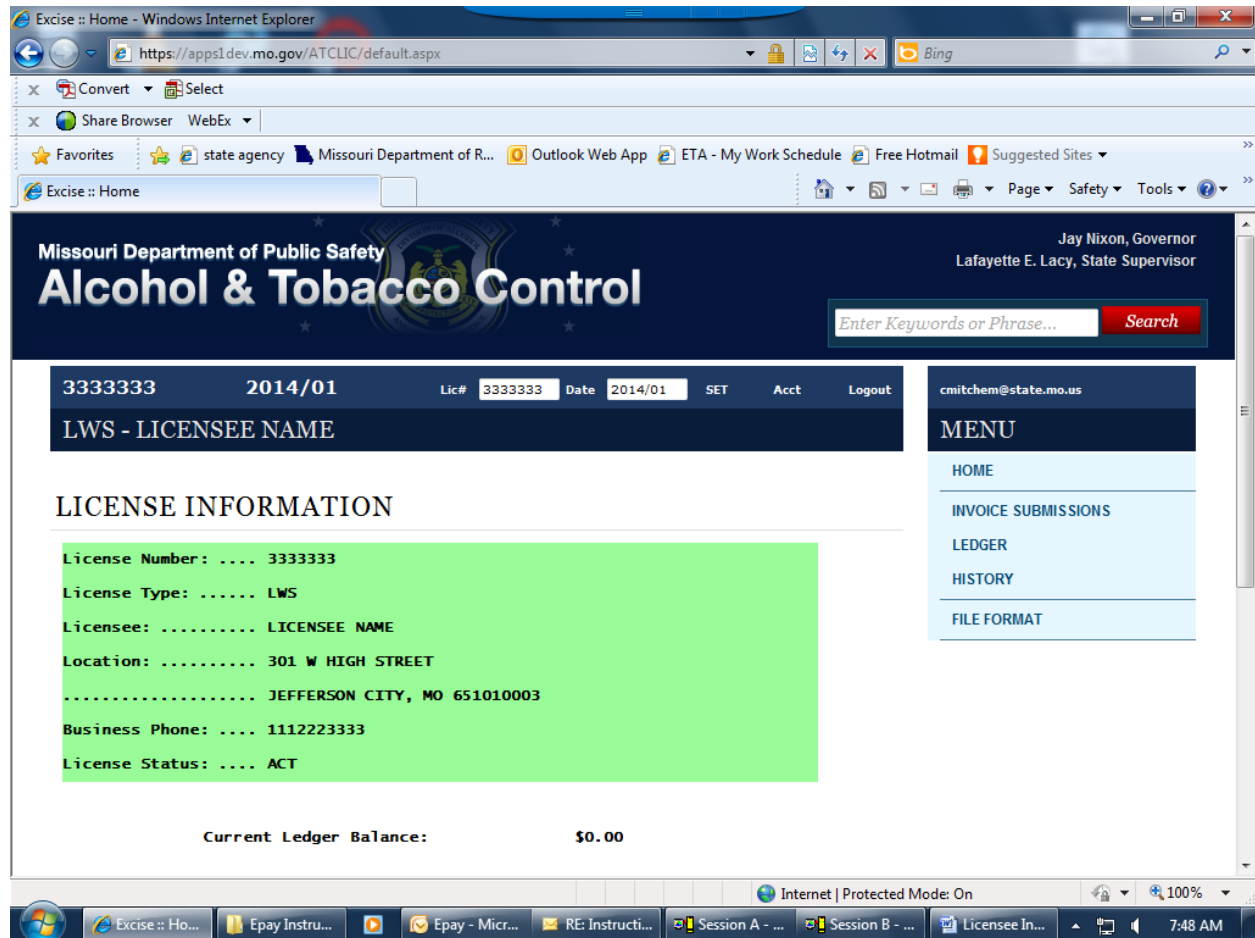 Excise :: Home - Windows Internet Explorer
https://apps1dev.mo.gov/ATCLIC/default.aspx
Bing
x Convert Select
x Share Browser WebEx
Favorites state agency Missouri Department of R... Outlook Web App ETA - My Work Schedule Free Hotmail Suggested Sites
Excise :: Home
Page Safety Tools
Missouri Department of Public Safety
Alcohol & Tobacco Control
Jay Nixon, Governor
Lafayette E. Lacy, State Supervisor
Enter Keywords or Phrase... Search
3333333 2014/01 Lic# 3333333 Date 2014/01 SET Acct Logout
LWS - LICENSEE NAME
cmitchem@state.mo.us
MENU
HOME
INVOICE SUBMISSIONS
LEDGER
HISTORY
FILE FORMAT
LICENSE INFORMATION
License Number: .... 3333333
License Type: ...... LWS
Licensee: .......... LICENSEE NAME
Location: .......... 301 W HIGH STREET
.................... JEFFERSON CITY, MO 651010003
Business Phone: .... 1112223333
License Status: .... ACT
Current Ledger Balance: $0.00
Internet | Protected Mode: On 100%
Excise :: Ho... Epay Instru... Epay - Micr... RE: Instructi... Session A - ... Session B - ... Licensee In... 7:48 AM